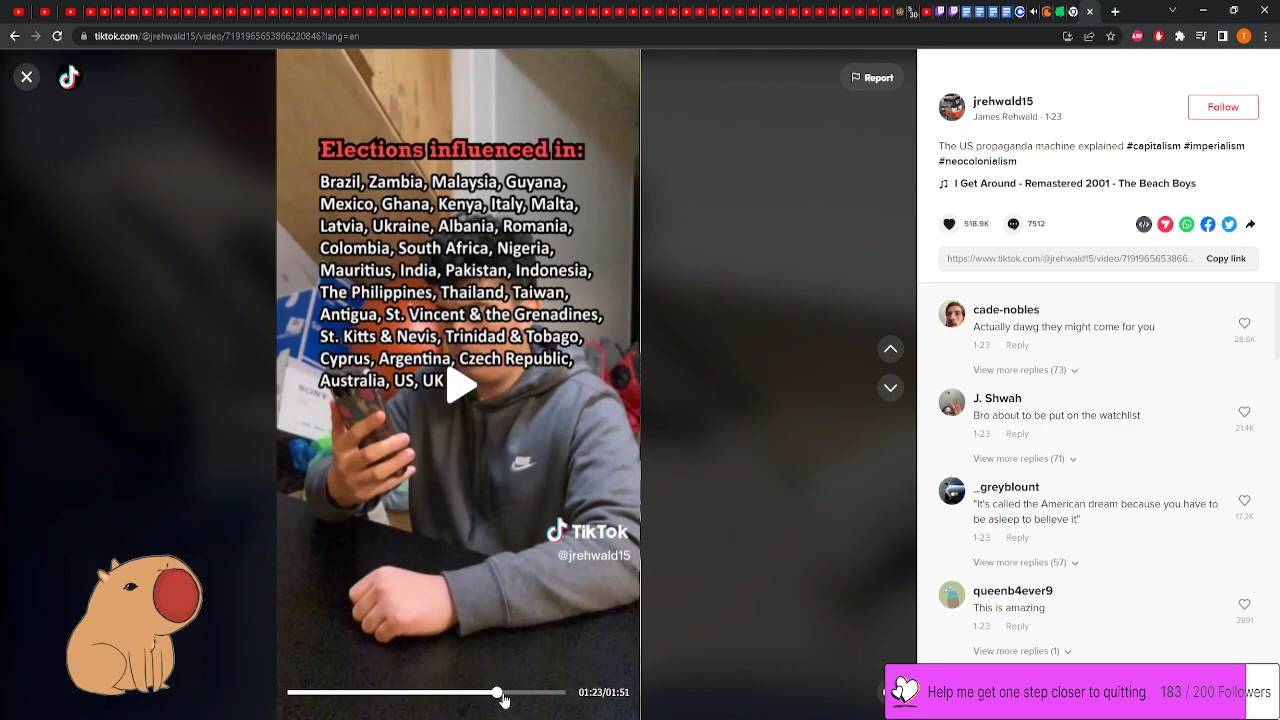 30
tiktok.com/@jrehwald15/video/7191965653866220846?lang=en
ABP
T
Report
Elections influenced in:
Brazil, Zambia, Malaysia, Guyana,
Mexico, Ghana, Kenya, Italy, Malta,
Latvia, Ukraine, Albania, Romania,
Colombia, South Africa, Nigeria,
Mauritius, India, Pakistan, Indonesia,
The Philippines, Thailand, Taiwan,
Antigua, St. Vincent & the Grenadines,
St. Kitts & Nevis, Trinidad & Tobago,
Cyprus, Argentina, Czech Republic,
Australia, US, UK
SONY
TikTok
@jrehwald15
01:23/01:51
jrehwald15
James Rehwald · 1-23
Follow
The US propaganda machine explained #capitalism #imperialism
#neocolonialism
I Get Around - Remastered 2001 - The Beach Boys
518.9K
7512
https://www.tiktok.com/@jrehwald15/video/7191965653866...
Copy link
cade-nobles
Actually dawg they might come for you
1-23 Reply
28.6K
View more replies (73)
J. Shwah
Bro about to be put on the watchlist
1-23 Reply
21.4K
View more replies (71)
_greyblount
"It's called the American dream because you have to
be asleep to believe it"
1-23 Reply
17.2K
View more replies (57)
queenb4ever9
This is amazing
1-23 Reply
2891
View more replies (1)
Help me get one step closer to quitting 183 / 200 Followers